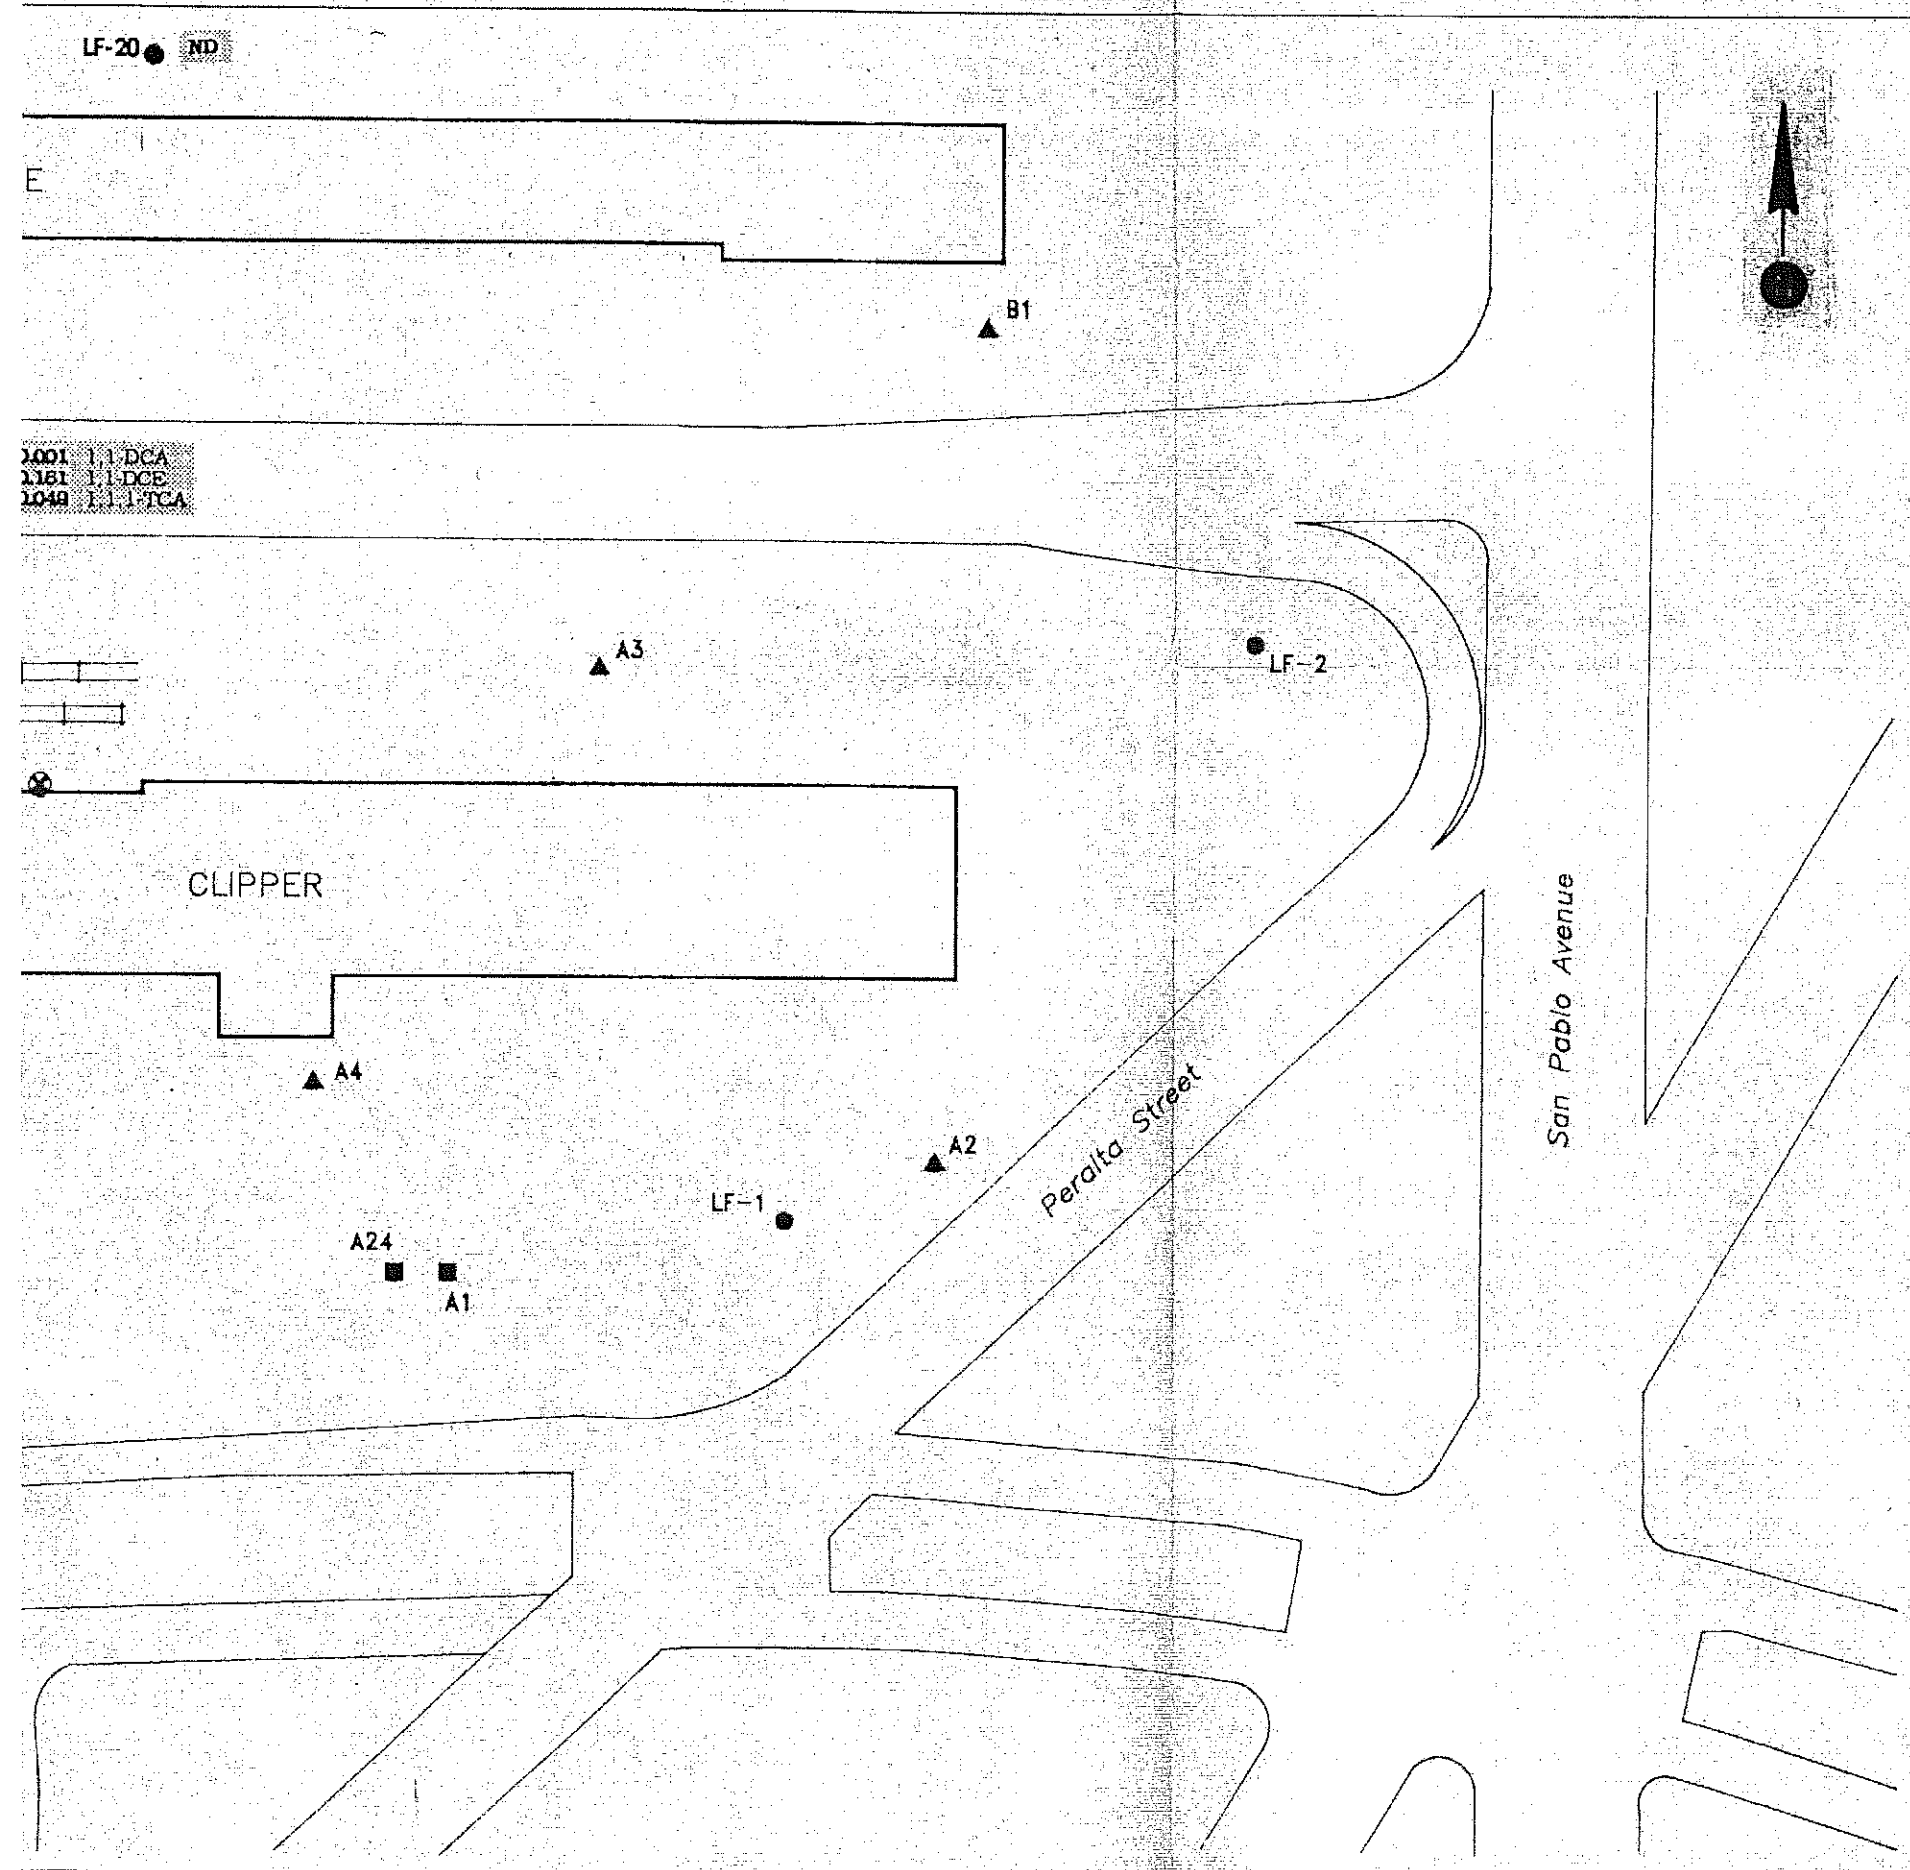 LF-20 ND
E
B1
0.001 1,1-DCA
0.161 1,1-DCE
0.049 1,1,1-TCA
A3
LF-2
CLIPPER
San Pablo Avenue
A4
Peralta Street
A2
LF-1
A24
A1